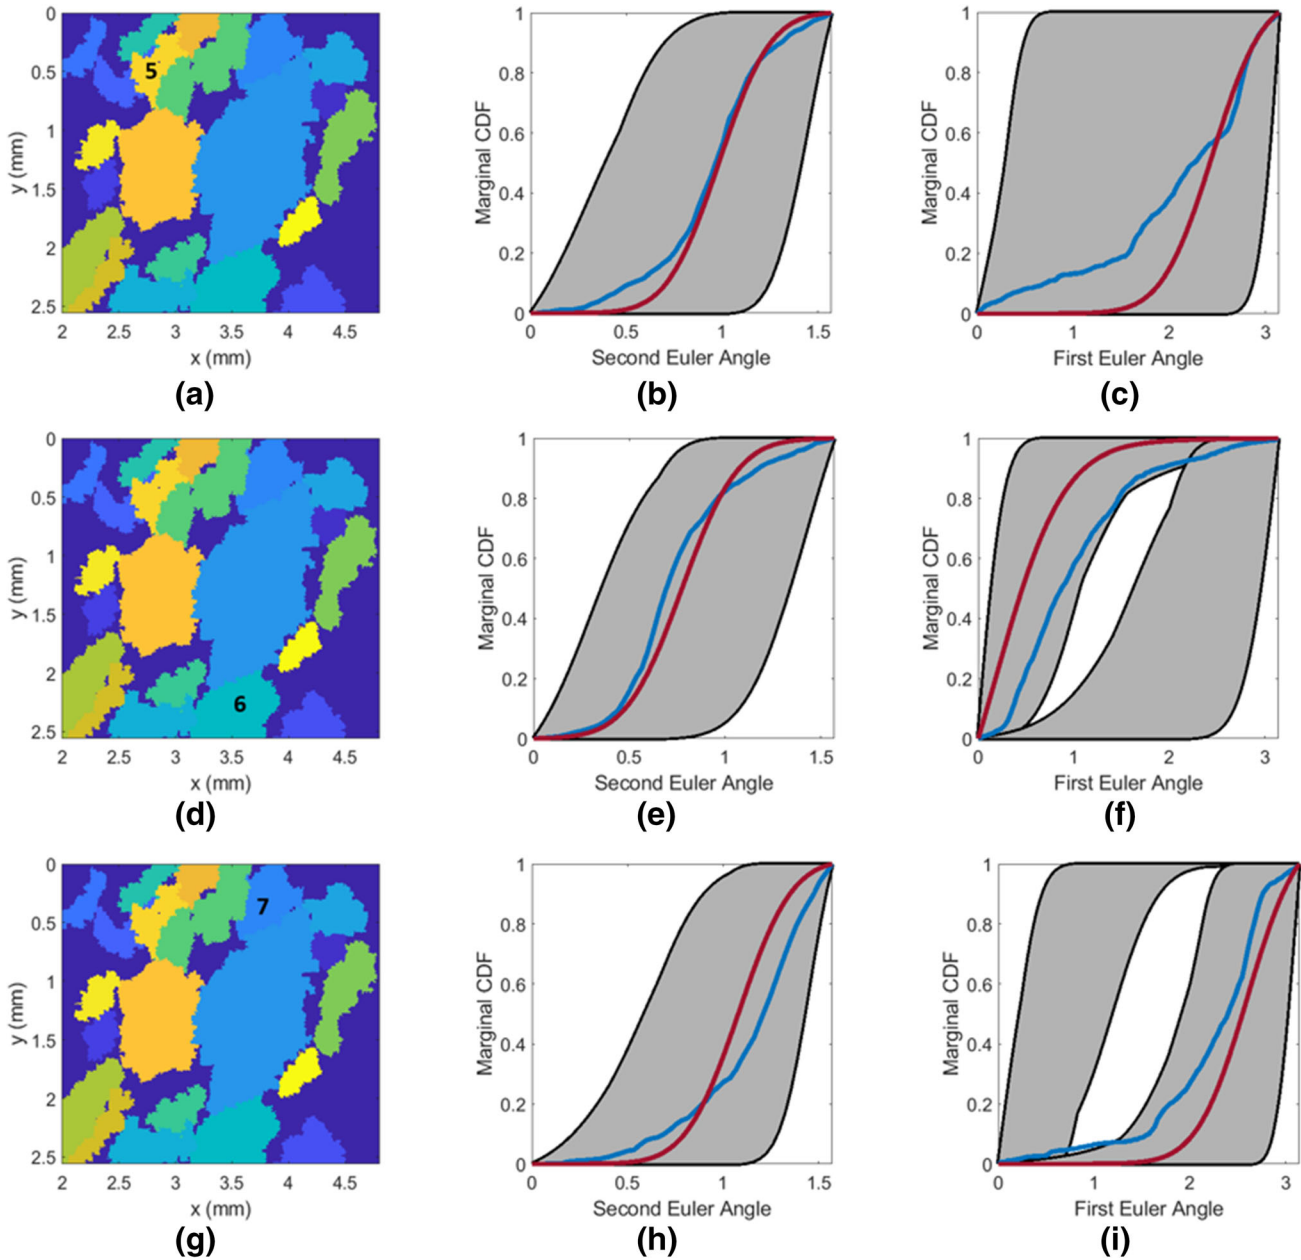 0
0.5
1
1.5
2
2.5
y (mm)
5
2 2.5 3 3.5 4 4.5
x (mm)
(a)
1
0.8
0.6
0.4
0.2
0
Marginal CDF
0 0.5 1 1.5
Second Euler Angle
(b)
1
0.8
0.6
0.4
0.2
0
Marginal CDF
0 1 2 3
First Euler Angle
(c)
0
0.5
1
1.5
2
2.5
y (mm)
6
2 2.5 3 3.5 4 4.5
x (mm)
(d)
1
0.8
0.6
0.4
0.2
0
Marginal CDF
0 0.5 1 1.5
Second Euler Angle
(e)
1
0.8
0.6
0.4
0.2
0
Marginal CDF
0 1 2 3
First Euler Angle
(f)
0
0.5
1
1.5
2
2.5
y (mm)
7
2 2.5 3 3.5 4 4.5
x (mm)
(g)
1
0.8
0.6
0.4
0.2
0
Marginal CDF
0 0.5 1 1.5
Second Euler Angle
(h)
1
0.8
0.6
0.4
0.2
0
Marginal CDF
0 1 2 3
First Euler Angle
(i)